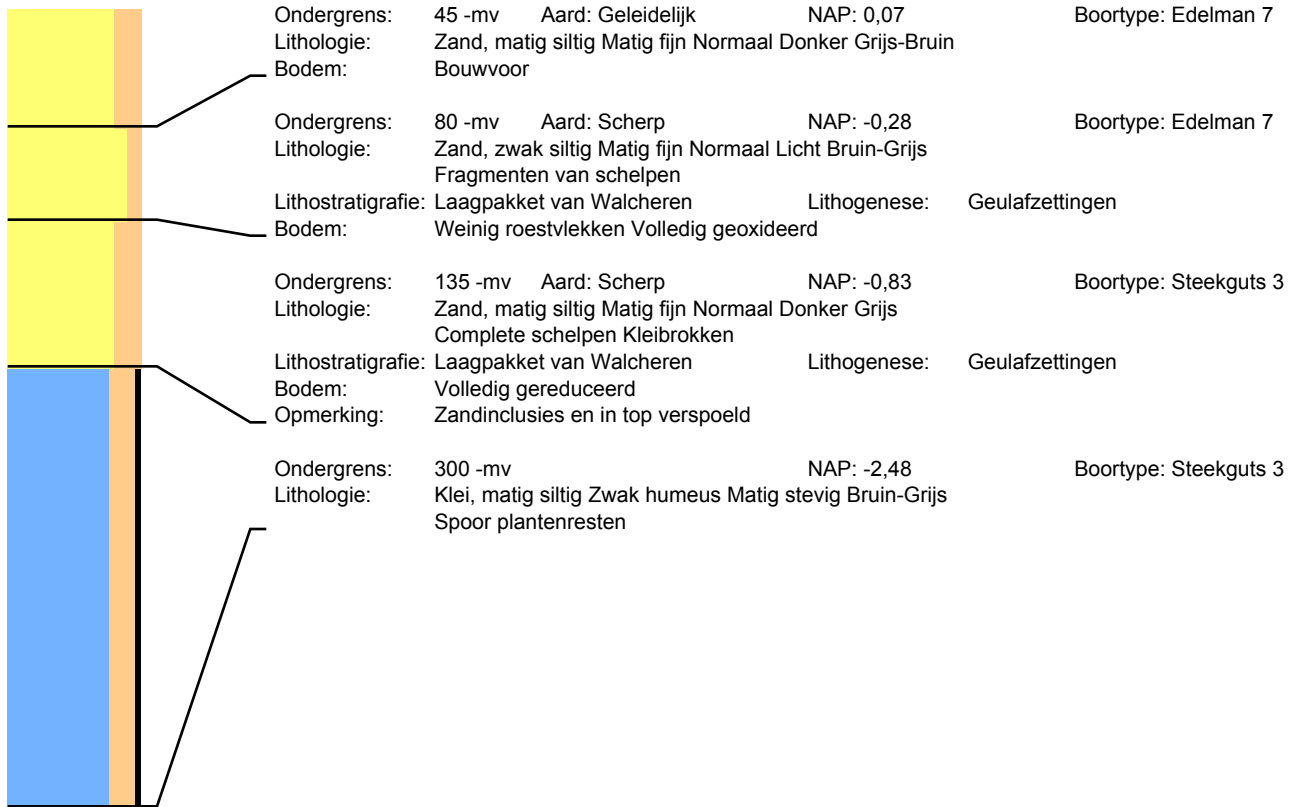 Ondergrens: 45 -mv Aard: Geleidelijk NAP: 0,07 Boortype: Edelman 7
Lithologie: Zand, matig siltig Matig fijn Normaal Donker Grijs-Bruin
Bodem: Bouwvoor
Ondergrens: 80 -mv Aard: Scherp NAP: -0,28 Boortype: Edelman 7
Lithologie: Zand, zwak siltig Matig fijn Normaal Licht Bruin-Grijs
Fragmenten van schelpen
Lithostratigrafie: Laagpakket van Walcheren Lithogenese: Geulafzettingen
Bodem: Weinig roestvlekken Volledig geoxideerd
Ondergrens: 135 -mv Aard: Scherp NAP: -0,83 Boortype: Steekguts 3
Lithologie: Zand, matig siltig Matig fijn Normaal Donker Grijs
Complete schelpen Kleibrokken
Lithostratigrafie: Laagpakket van Walcheren Lithogenese: Geulafzettingen
Bodem: Volledig gereduceerd
Opmerking: Zandinclusies en in top verspoeld
Ondergrens: 300 -mv NAP: -2,48 Boortype: Steekguts 3
Lithologie: Klei, matig siltig Zwak humeus Matig stevig Bruin-Grijs
Spoor plantenresten